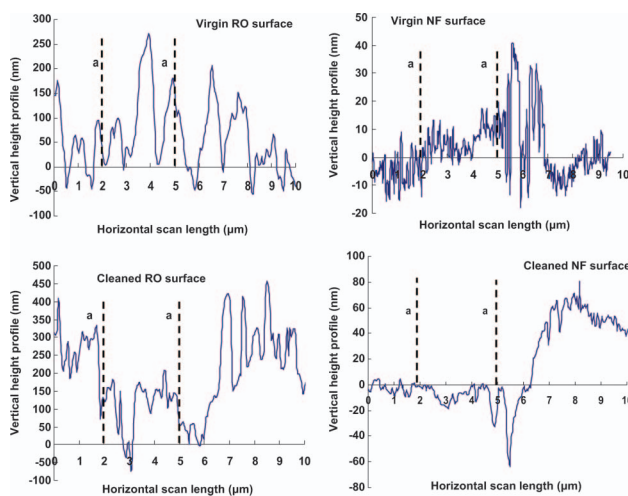 Virgin RO surface
Vertical height profile (nm)
300
250
200
150
100
50
0
-50
-100
a
a
0 1 2 3 4 5 6 7 8 9 10
Horizontal scan length (µm)
Virgin NF surface
Vertical height profile (nm)
50
40
30
20
10
0
-10
-20
a
a
0 1 2 3 4 5 6 7 8 9 10
Horizontal scan length (µm)
Cleaned RO surface
Vertical height profile (nm)
500
450
400
350
300
250
200
150
100
50
0
-50
-100
a
a
0 1 2 3 4 5 6 7 8 9 10
Horizontal scan length (µm)
Cleaned NF surface
Vertical height profile (nm)
100
80
60
40
20
0
-20
-40
-60
-80
a
a
0 1 2 3 4 5 6 7 8 9 10
Horizontal scan length (µm)